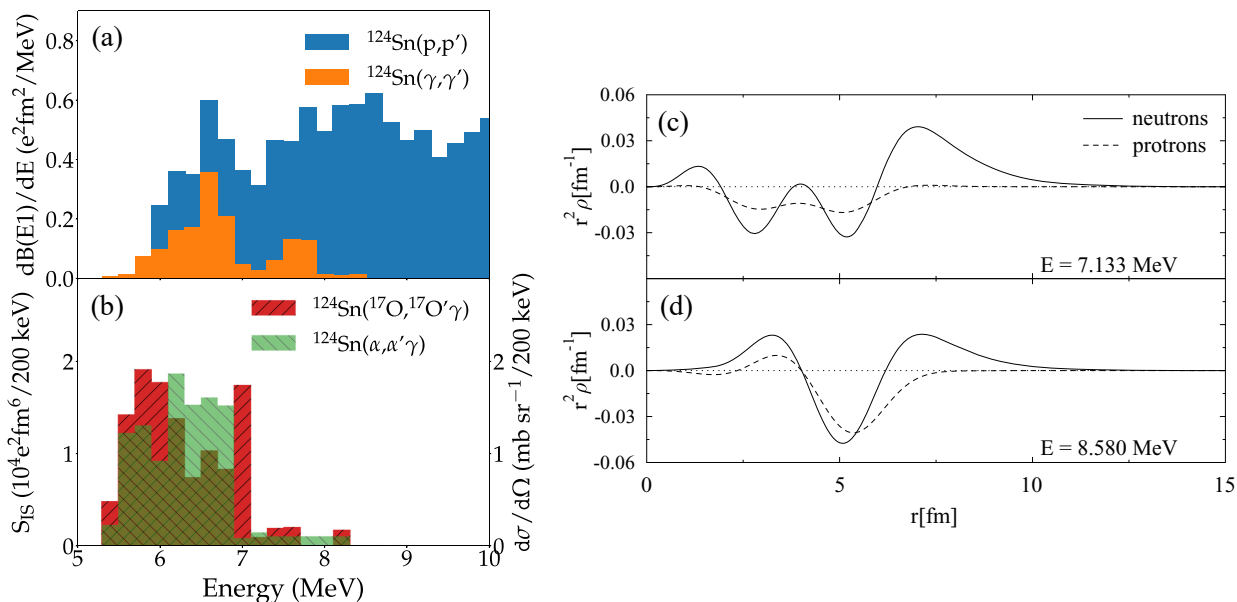 (a)
¹²⁴Sn(p,p′)
¹²⁴Sn(γ,γ′)
dB(E1)/dE (e²fm²/MeV)
0.8
0.6
0.4
0.2
0.0
(b)
¹²⁴Sn(¹⁷O,¹⁷O′γ)
¹²⁴Sn(α,α′γ)
S_IS (10⁴e²fm⁶/200 keV)
2
1
0
2
1
0
dσ/dΩ (mb sr⁻¹/200 keV)
5 6 7 8 9 10
Energy (MeV)
(c)
neutrons
protrons
r²ρ[fm⁻¹]
0.06
0.03
0.0
-0.03
E = 7.133 MeV
(d)
r²ρ[fm⁻¹]
0.03
0.0
-0.03
-0.06
E = 8.580 MeV
0 5 10 15
r[fm]